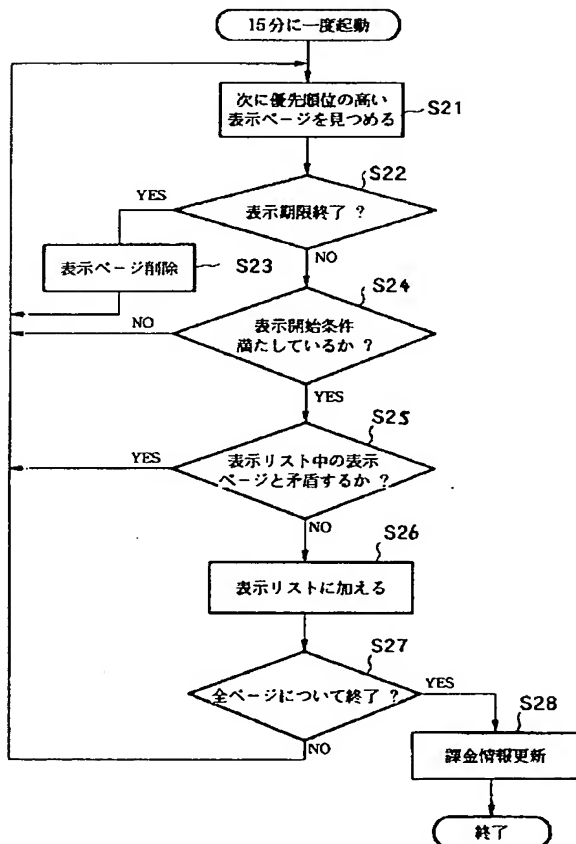 15分に一度起動
次に優先順位の高い
表示ページを見つめる
S21
S22
YES
表示期限終了 ?
表示ページ削除
S23
NO
S24
NO
表示開始条件
満たしているか ?
YES
S25
YES
表示リスト中の表示
ページと矛盾するか ?
NO
S26
表示リストに加える
S27
全ページについて終了 ?
YES
S28
NO
課金情報更新
終了